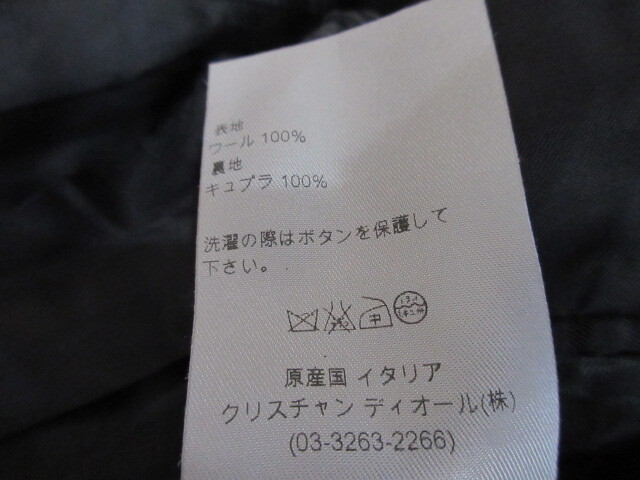 表地
ウール 100%
裏地
キュプラ 100%
洗濯の際はボタンを保護して
下さい。
中
原産国 イタリア
クリスチャン ディオール(株)
(03-3263-2266)